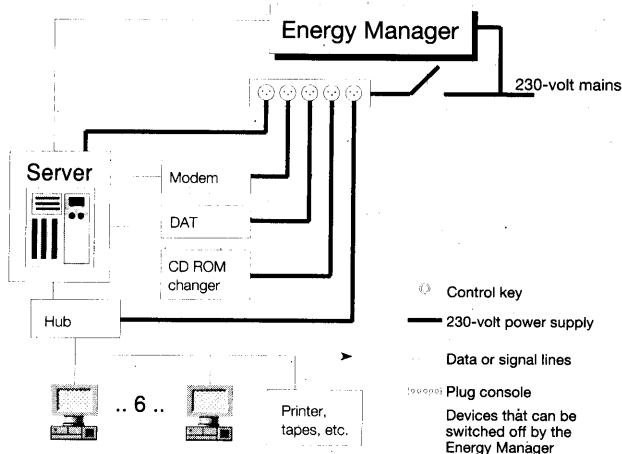 Energy Manager
230-volt mains
Server
Modem
DAT
CD ROM
changer
Hub
.. 6 ..
Printer,
tapes, etc.
Control key
230-volt power supply
Data or signal lines
Plug console
Devices that can be
switched off by the
Energy Manager